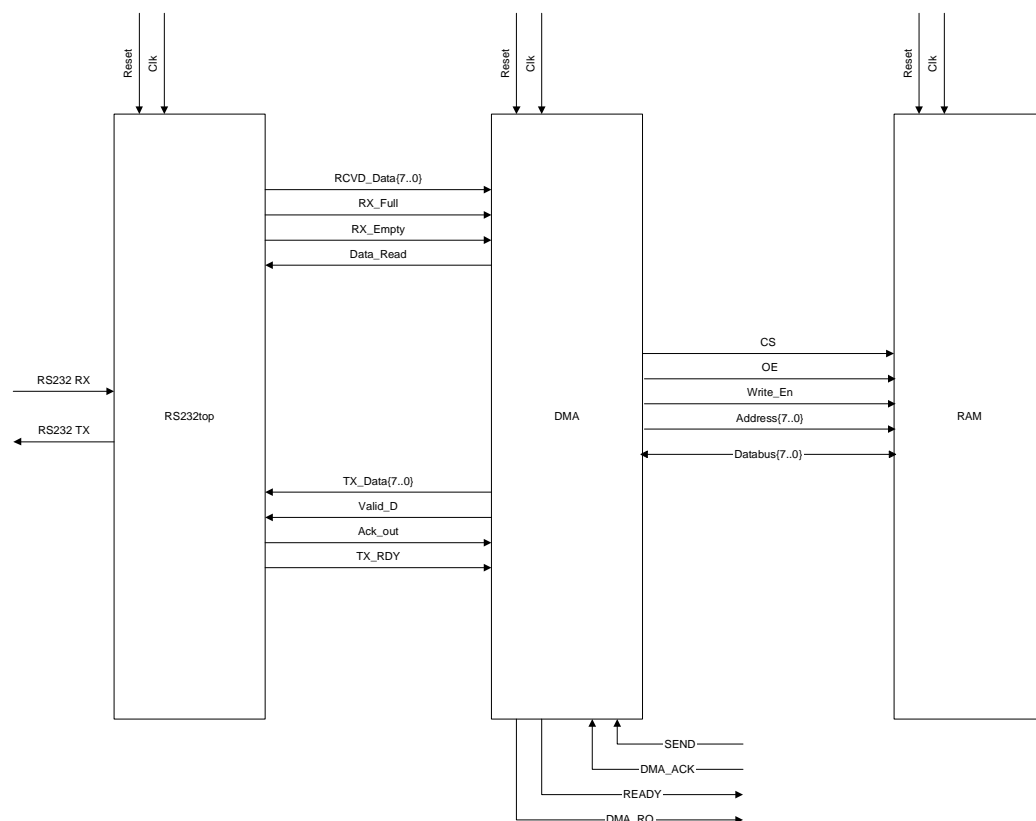 Reset
Clk
Reset
Clk
Reset
Clk
RCVD_Data{7..0}
RX_Full
RX_Empty
Data_Read
CS
OE
RS232 RX
Write_En
RS232top
DMA
RAM
Address{7..0}
RS232 TX
Databus{7..0}
TX_Data{7..0}
Valid_D
Ack_out
TX_RDY
SEND
DMA_ACK
READY
DMA_RQ